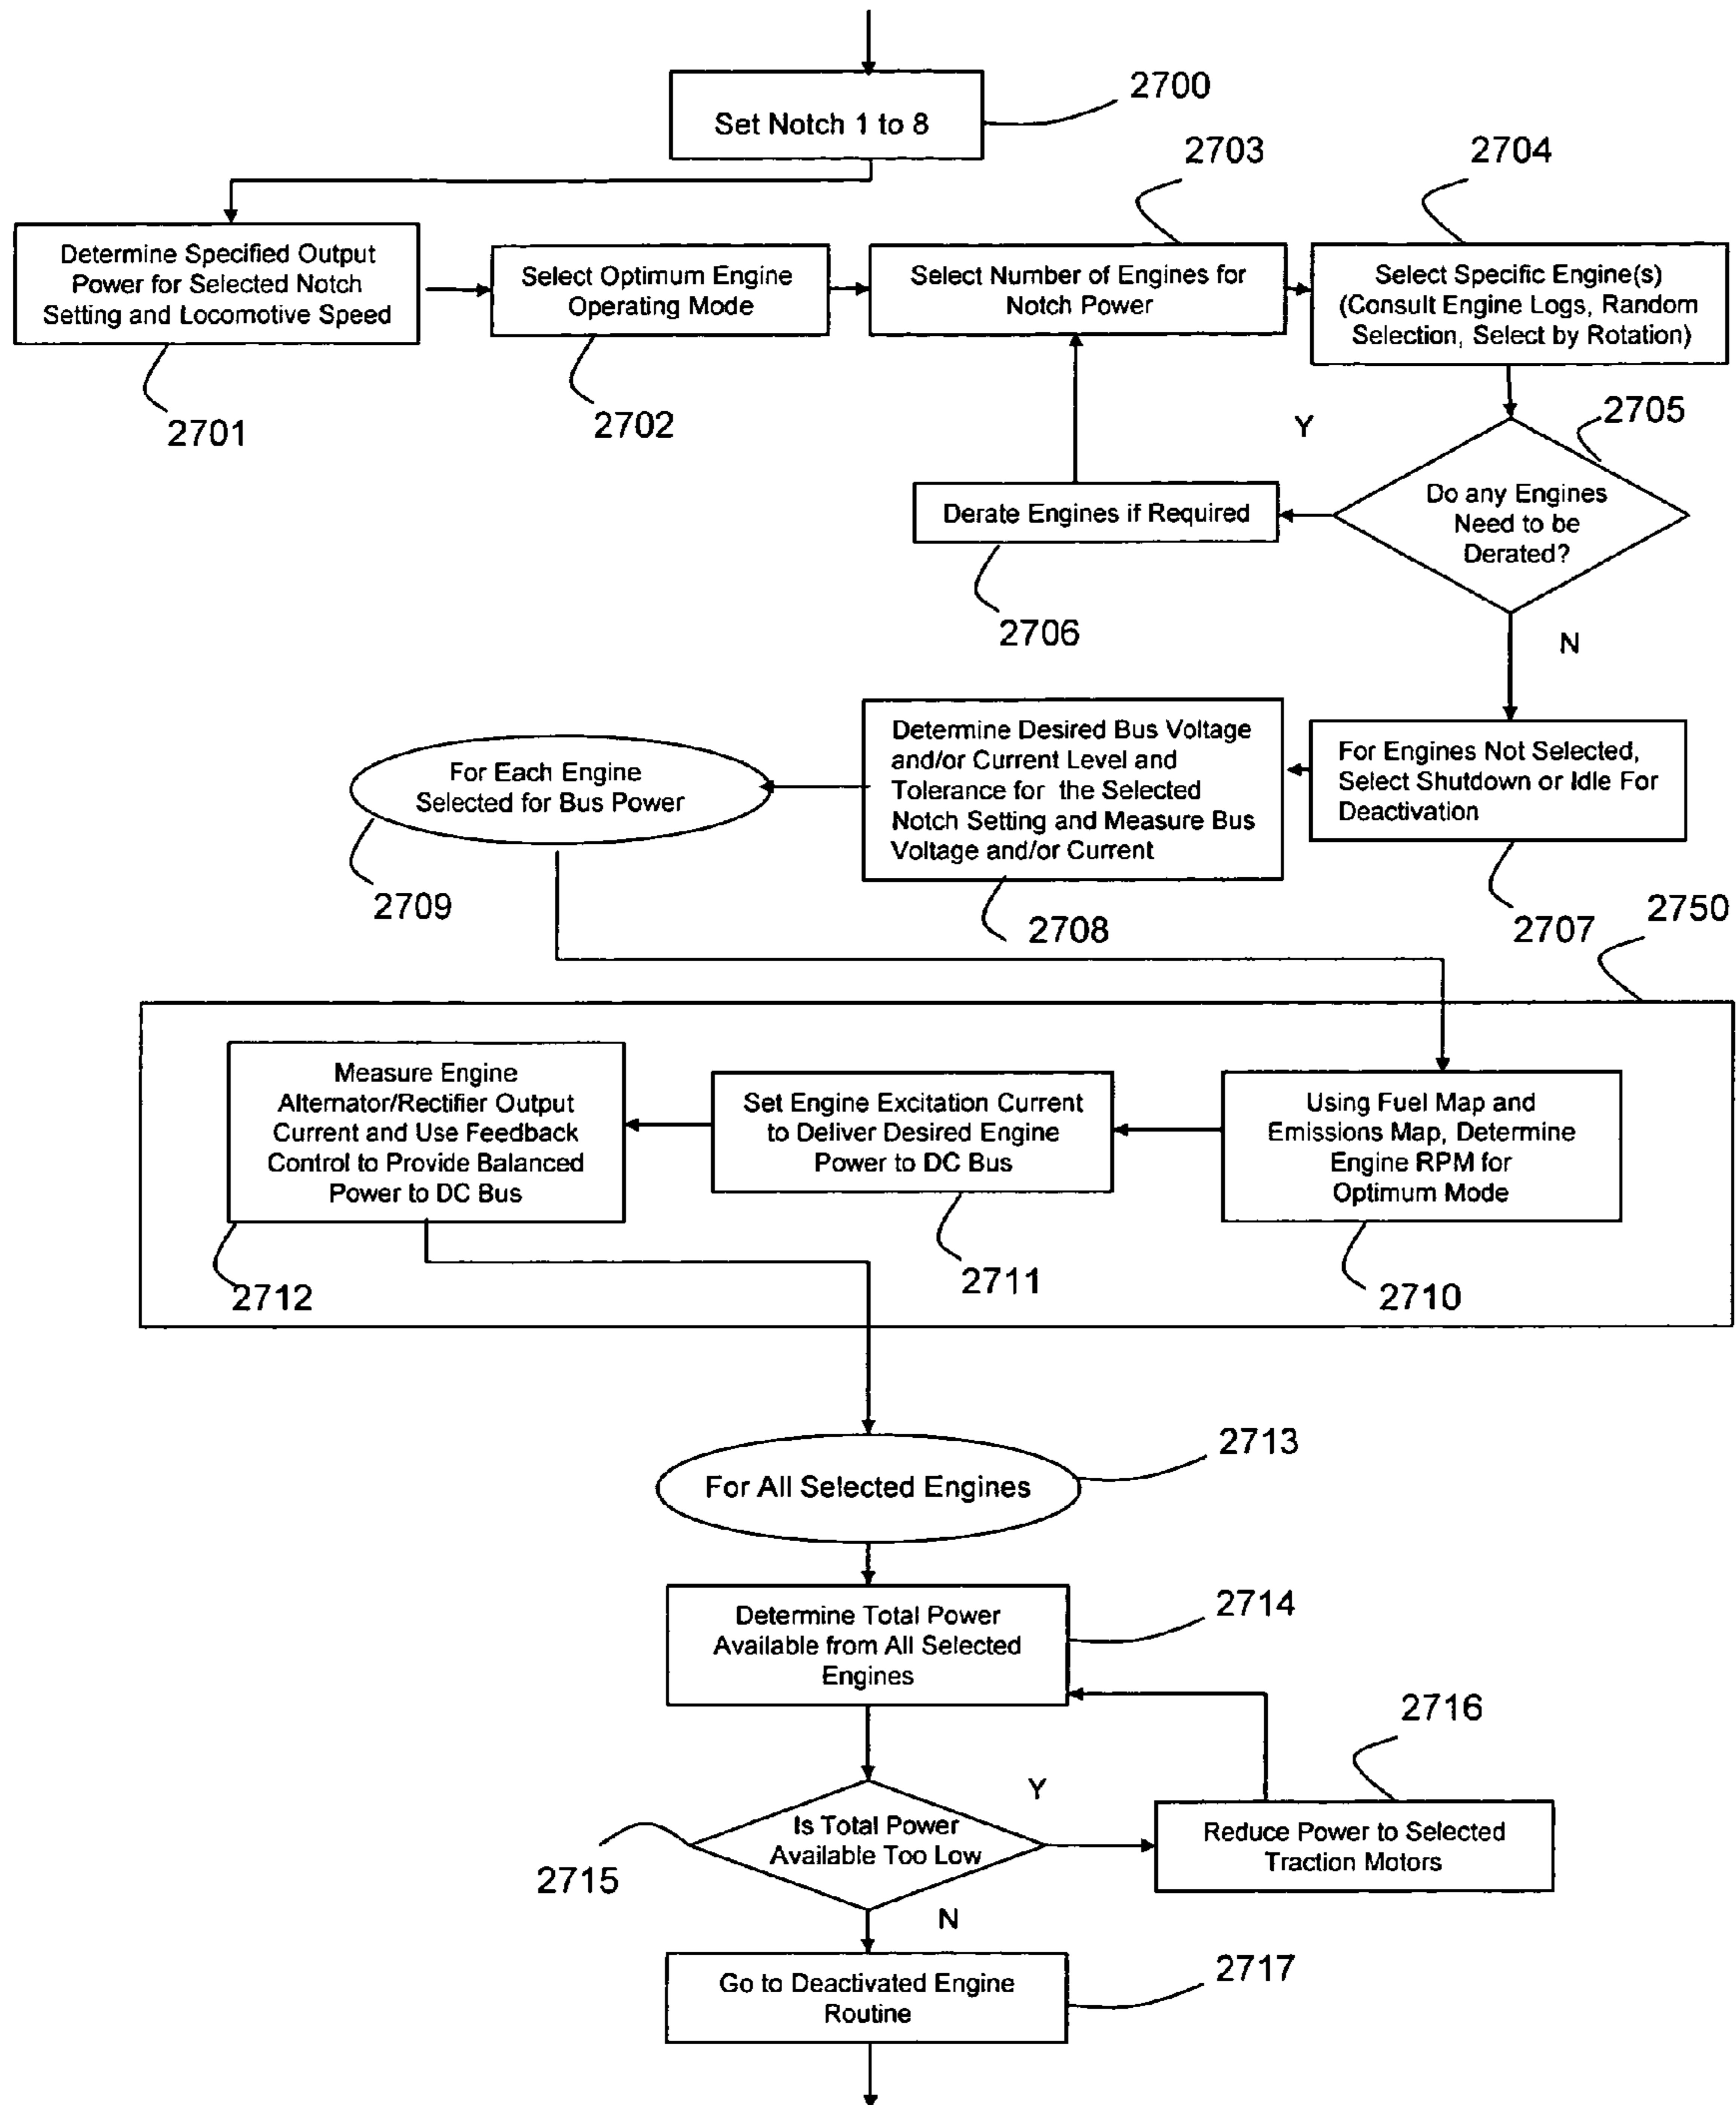 2700
Set Notch 1 to 8
2703
2704
Determine Specified Output
Power for Selected Notch
Setting and Locomotive Speed
Select Optimum Engine
Operating Mode
Select Number of Engines for
Notch Power
Select Specific Engine(s)
(Consult Engine Logs, Random
Selection, Select by Rotation)
2701
2702
Y
2705
Do any Engines
Need to be
Derated?
Derate Engines if Required
2706
N
For Each Engine
Selected for Bus Power
Determine Desired Bus Voltage
and/or Current Level and
Tolerance for the Selected
Notch Setting and Measure Bus
Voltage and/or Current
For Engines Not Selected,
Select Shutdown or Idle For
Deactivation
2709
2708
2707
2750
Measure Engine
Alternator/Rectifier Output
Current and Use Feedback
Control to Provide Balanced
Power to DC Bus
Set Engine Excitation Current
to Deliver Desired Engine
Power to DC Bus
Using Fuel Map and
Emissions Map, Determine
Engine RPM for
Optimum Mode
2712
2711
2710
2713
For All Selected Engines
2714
Determine Total Power
Available from All Selected
Engines
2716
Y
Is Total Power
Available Too Low
Reduce Power to Selected
Traction Motors
2715
N
2717
Go to Deactivated Engine
Routine